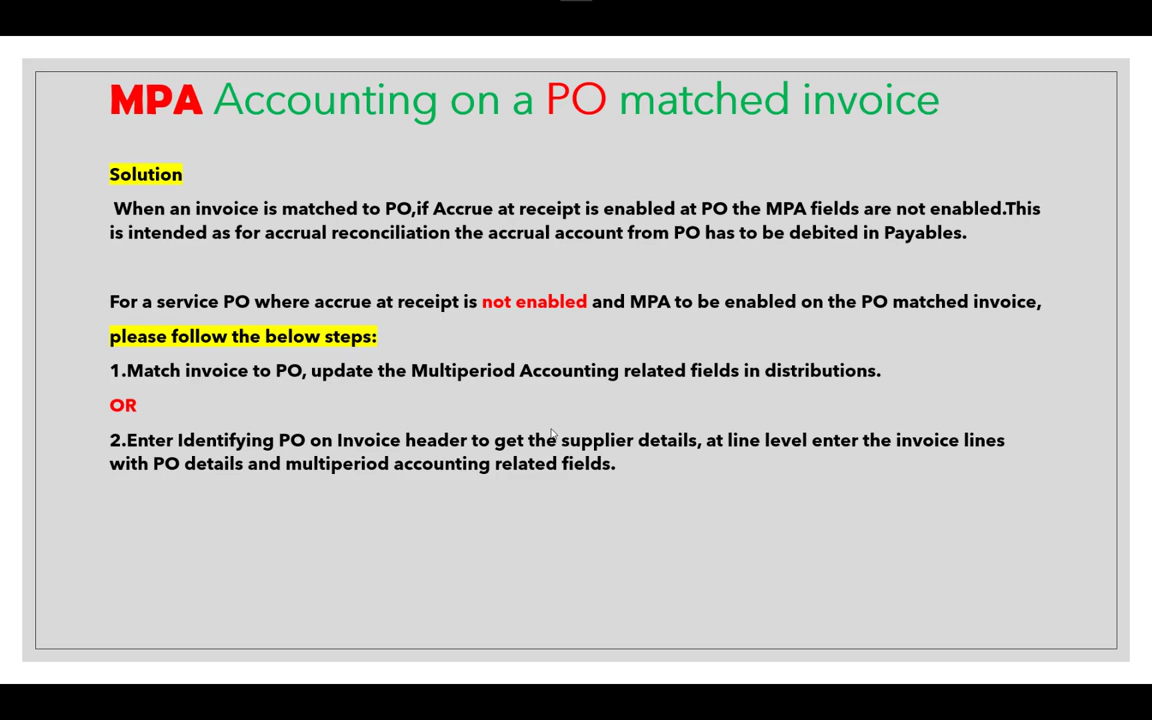 MPA Accounting on a PO matched invoice
Solution
When an invoice is matched to PO,if Accrue at receipt is enabled at PO the MPA fields are not enabled.This
is intended as for accrual reconciliation the accrual account from PO has to be debited in Payables.
For a service PO where accrue at receipt is not enabled and MPA to be enabled on the PO matched invoice,
please follow the below steps:
1.Match invoice to PO, update the Multiperiod Accounting related fields in distributions.
OR
2.Enter Identifying PO on Invoice header to get the supplier details, at line level enter the invoice lines
with PO details and multiperiod accounting related fields.